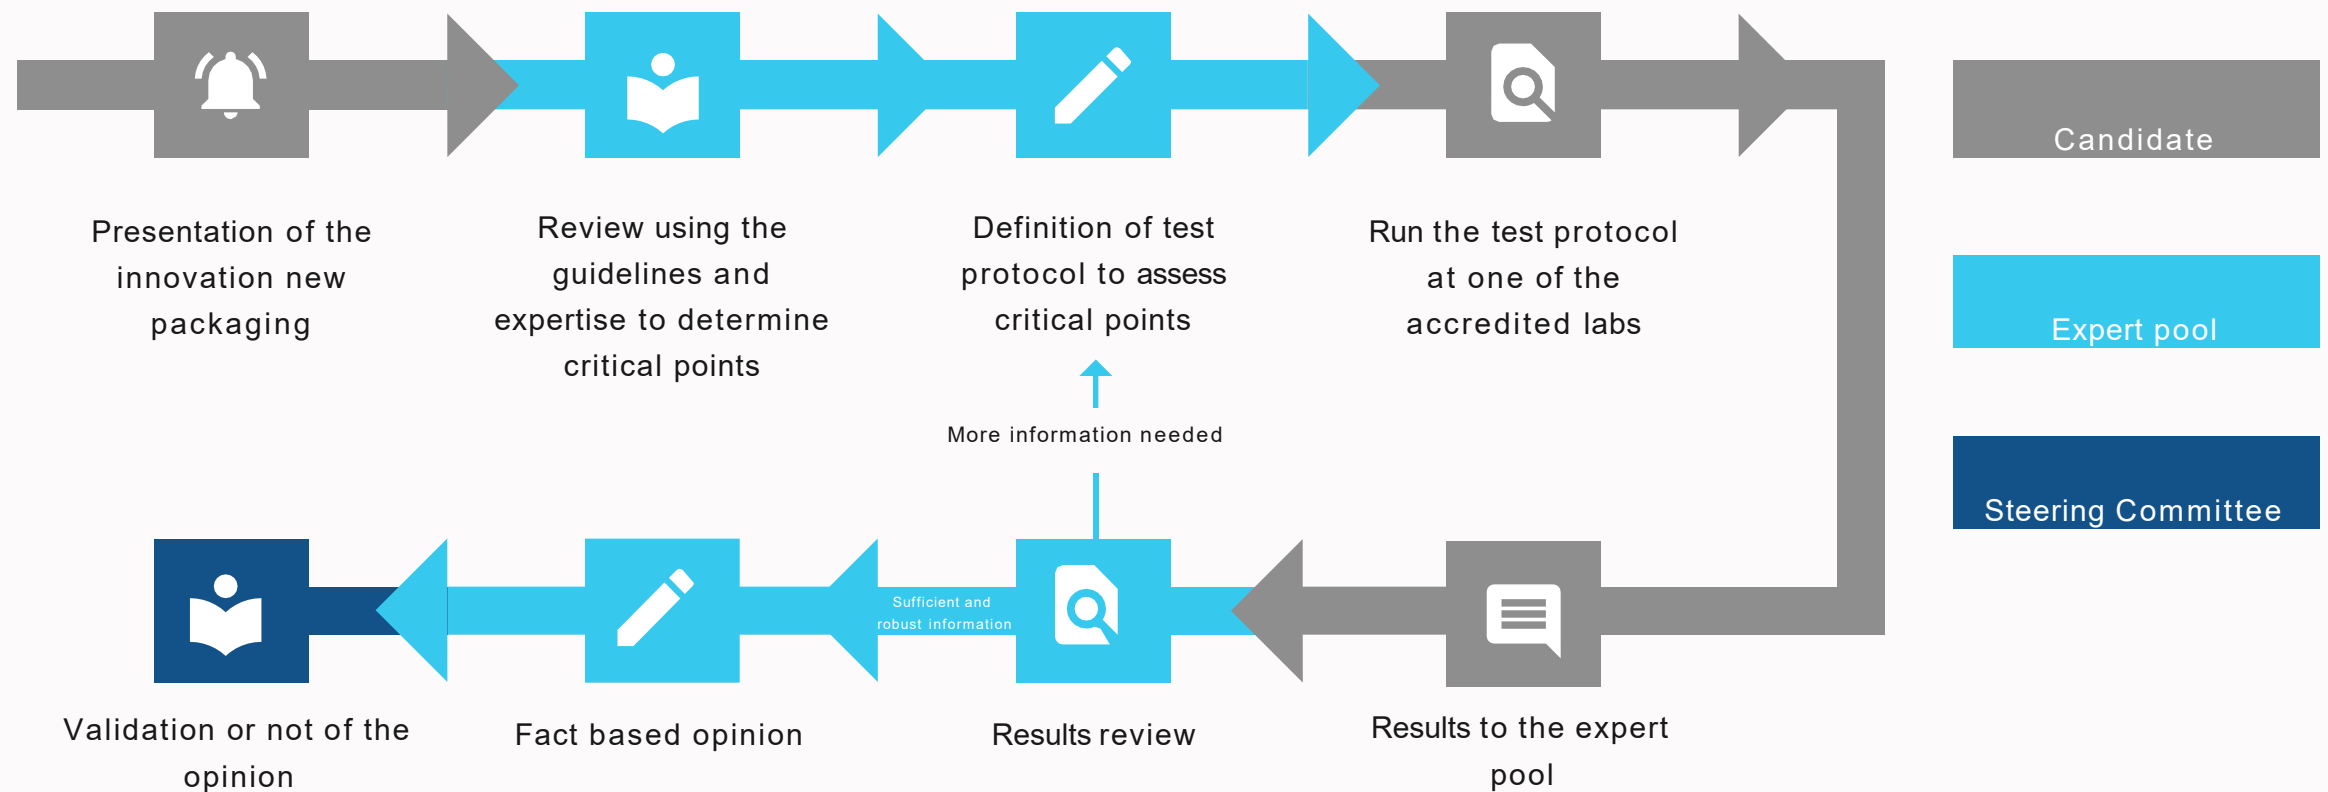 Presentation of the
innovation new
packaging
Review using the
guidelines and
expertise to determine
critical points
Definition of test
protocol to assess
critical points
Run the test protocol
at one of the
accredited labs
Candidate
Expert pool
Steering Committee
More information needed
Sufficient and
robust information
Validation or not of the
opinion
Fact based opinion
Results review
Results to the expert
pool